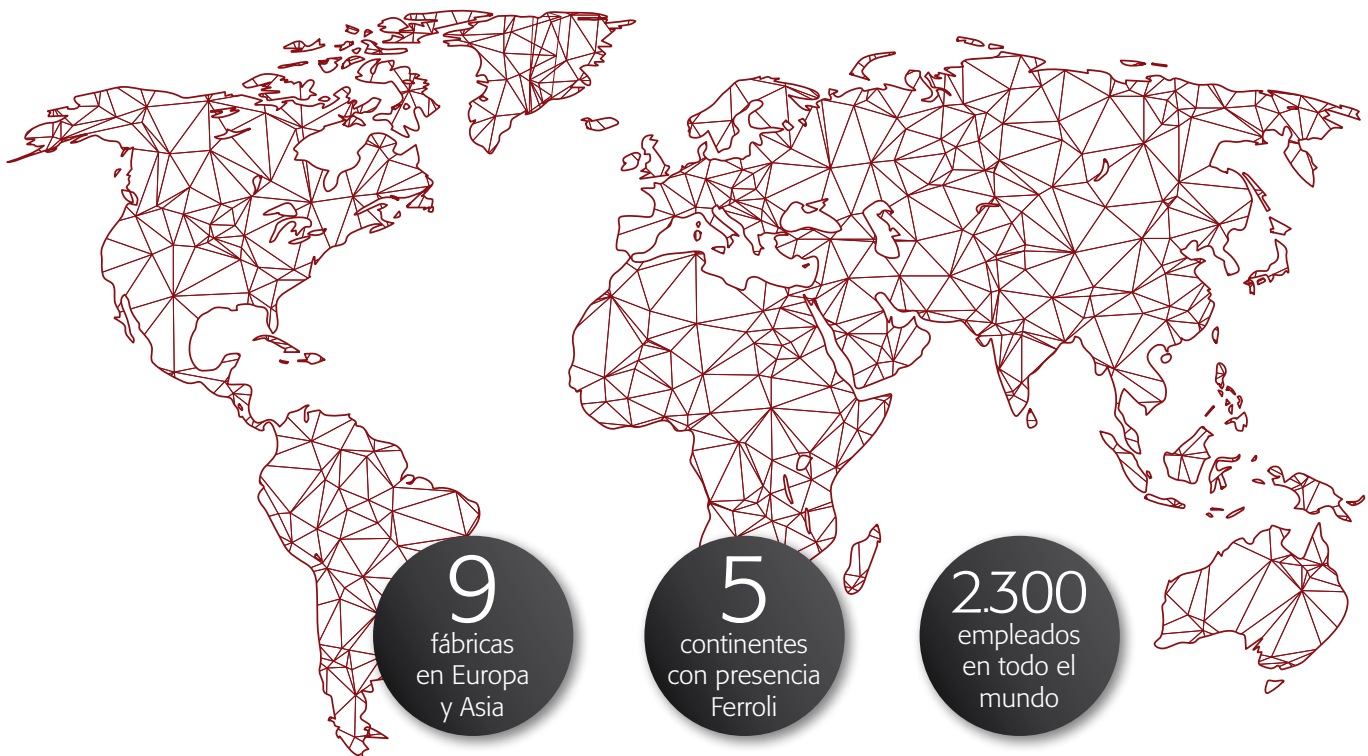 9
fábricas
en Europa
y Asia
5
continentes
con presencia
Ferroli
2.300
empleados
en todo el
mundo